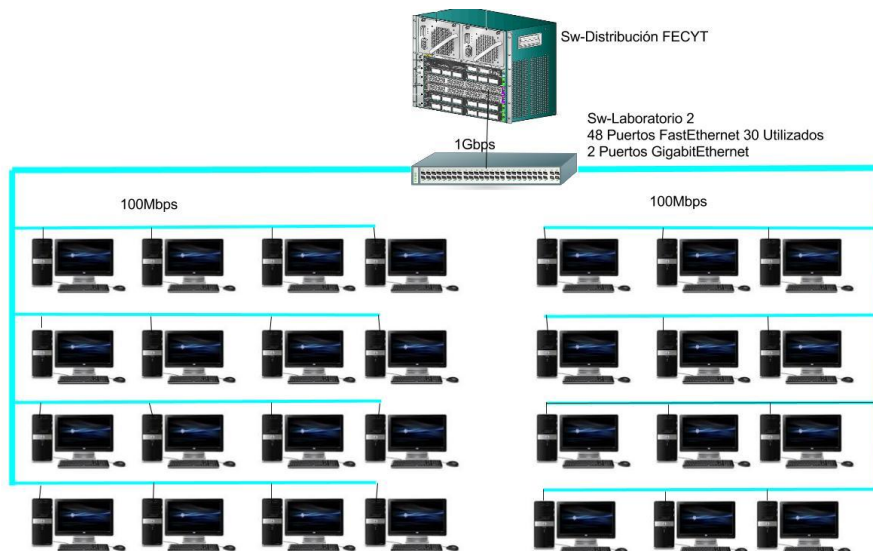 Sw-Distribución FECYT
Sw-Laboratorio 2
48 Puertos FastEthernet 30 Utilizados
2 Puertos GigabitEthernet
1Gbps
100Mbps
100Mbps